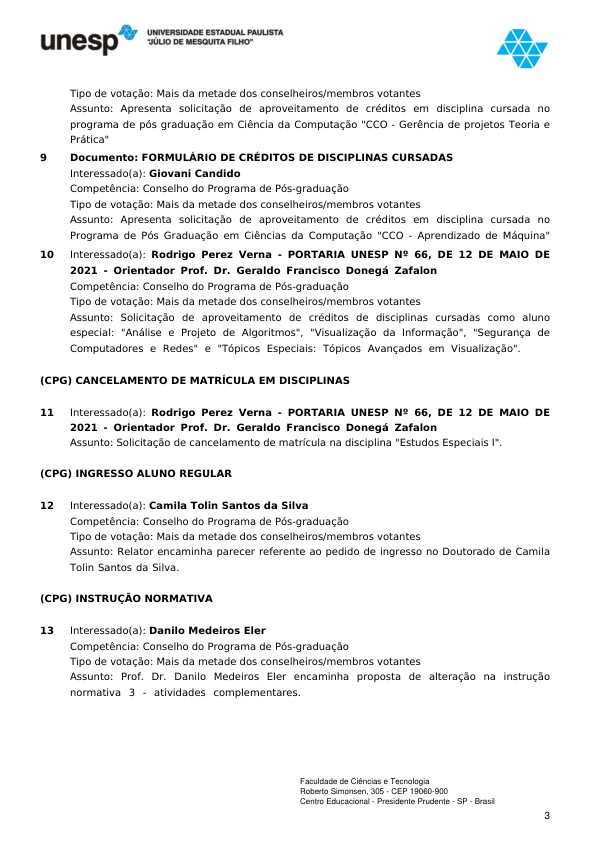 unesp
UNIVERSIDADE ESTADUAL PAULISTA
"JÚLIO DE MESQUITA FILHO"
Tipo de votação: Mais da metade dos conselheiros/membros votantes
Assunto: Apresenta solicitação de aproveitamento de créditos em disciplina cursada no
programa de pós graduação em Ciência da Computação "CCO - Gerência de projetos Teoria e
Prática"
9 Documento: FORMULÁRIO DE CRÉDITOS DE DISCIPLINAS CURSADAS
Interessado(a): Giovani Candido
Competência: Conselho do Programa de Pós-graduação
Tipo de votação: Mais da metade dos conselheiros/membros votantes
Assunto: Apresenta solicitação de aproveitamento de créditos em disciplina cursada no
Programa de Pós Graduação em Ciências da Computação "CCO - Aprendizado de Máquina"
10 Interessado(a): Rodrigo Perez Verna - PORTARIA UNESP Nº 66, DE 12 DE MAIO DE
2021 - Orientador Prof. Dr. Geraldo Francisco Donegá Zafalon
Competência: Conselho do Programa de Pós-graduação
Tipo de votação: Mais da metade dos conselheiros/membros votantes
Assunto: Solicitação de aproveitamento de créditos de disciplinas cursadas como aluno
especial: "Análise e Projeto de Algoritmos", "Visualização da Informação", "Segurança de
Computadores e Redes" e "Tópicos Especiais: Tópicos Avançados em Visualização".
(CPG) CANCELAMENTO DE MATRÍCULA EM DISCIPLINAS
11 Interessado(a): Rodrigo Perez Verna - PORTARIA UNESP Nº 66, DE 12 DE MAIO DE
2021 - Orientador Prof. Dr. Geraldo Francisco Donegá Zafalon
Assunto: Solicitação de cancelamento de matrícula na disciplina "Estudos Especiais I".
(CPG) INGRESSO ALUNO REGULAR
12 Interessado(a): Camila Tolin Santos da Silva
Competência: Conselho do Programa de Pós-graduação
Tipo de votação: Mais da metade dos conselheiros/membros votantes
Assunto: Relator encaminha parecer referente ao pedido de ingresso no Doutorado de Camila
Tolin Santos da Silva.
(CPG) INSTRUÇÃO NORMATIVA
13 Interessado(a): Danilo Medeiros Eler
Competência: Conselho do Programa de Pós-graduação
Tipo de votação: Mais da metade dos conselheiros/membros votantes
Assunto: Prof. Dr. Danilo Medeiros Eler encaminha proposta de alteração na instrução
normativa 3 - atividades complementares.
Faculdade de Ciências e Tecnologia
Roberto Simonsen, 305 - CEP 19060-900
Centro Educacional - Presidente Prudente - SP - Brasil
3